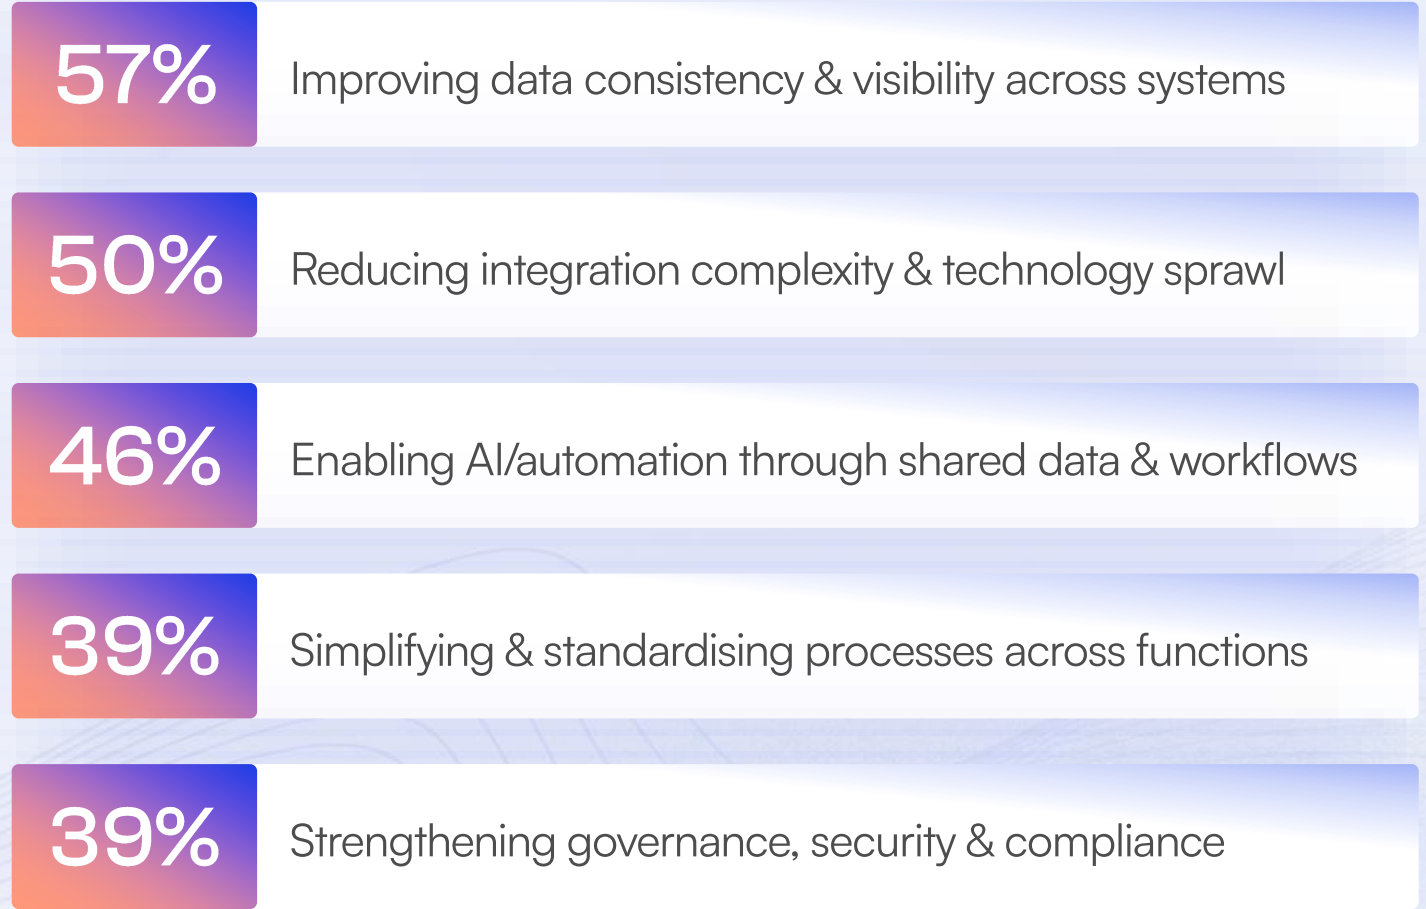 57% Improving data consistency & visibility across systems
50% Reducing integration complexity & technology sprawl
46% Enabling AI/automation through shared data & workflows
39% Simplifying & standardising processes across functions
39% Strengthening governance, security & compliance